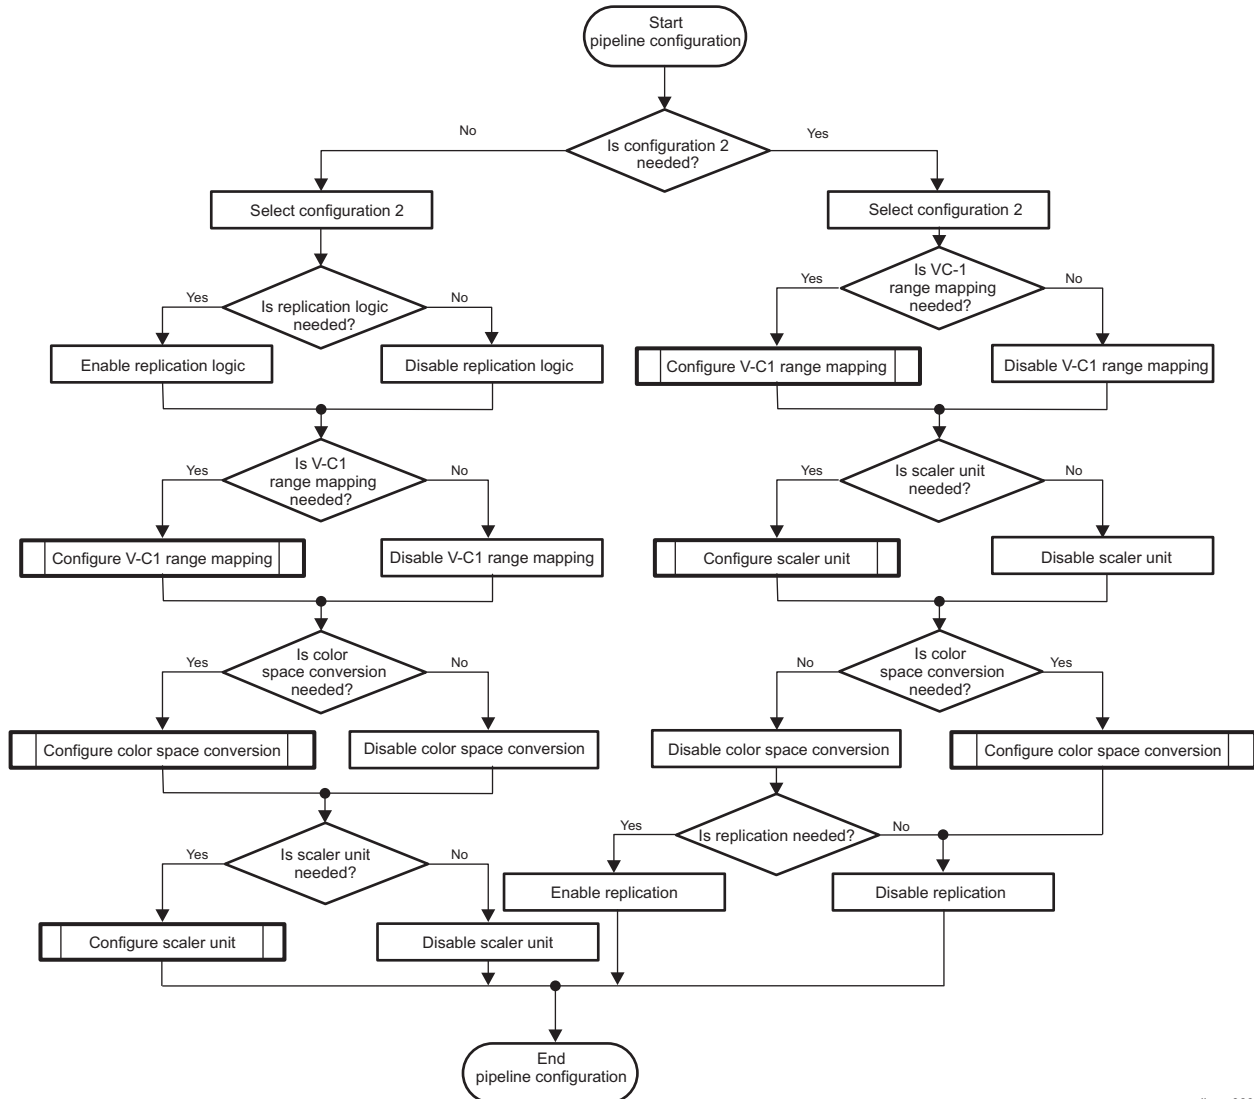 Start
pipeline configuration
No
Yes
Is configuration 2
needed?
Select configuration 2
Select configuration 2
Yes
Is replication logic
needed?
No
Yes
Is VC-1
range mapping
needed?
No
Enable replication logic
Disable replication logic
Configure V-C1 range mapping
Disable V-C1 range mapping
Yes
Is V-C1
range mapping
needed?
No
Yes
Is scaler unit
needed?
No
Configure V-C1 range mapping
Disable V-C1 range mapping
Configure scaler unit
Disable scaler unit
Yes
Is color
space conversion
needed?
No
No
Is color
space conversion
needed?
Yes
Configure color space conversion
Disable color space conversion
Disable color space conversion
Configure color space conversion
Yes
Is replication needed?
No
Yes
Is scaler unit
needed?
No
Enable replication
Disable replication
Configure scaler unit
Disable scaler unit
End
pipeline configuration